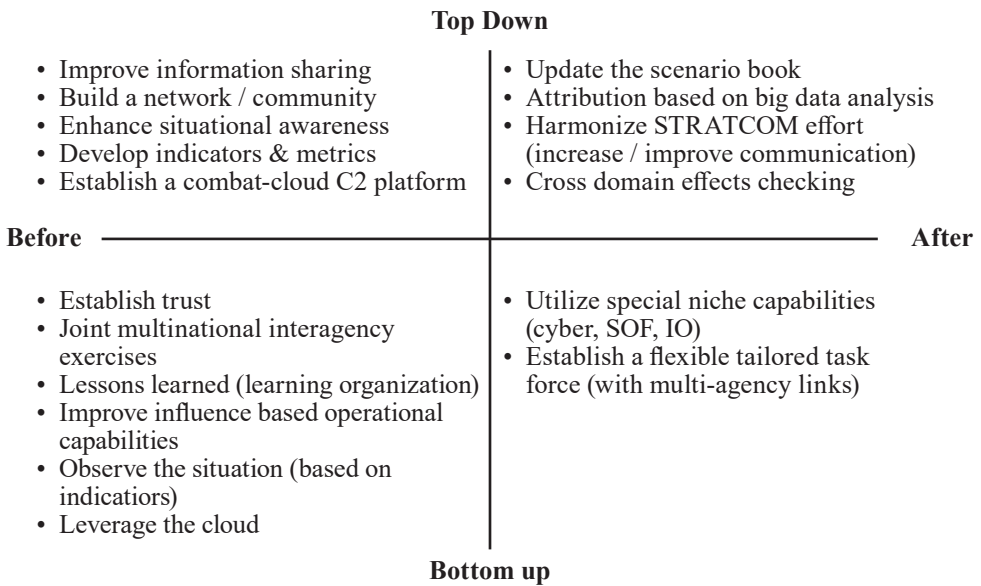 Top Down
• Improve information sharing
• Build a network / community
• Enhance situational awareness
• Develop indicators & metrics
• Establish a combat-cloud C2 platform
• Update the scenario book
• Attribution based on big data analysis
• Harmonize STRATCOM effort
(increase / improve communication)
• Cross domain effects checking
Before
After
• Establish trust
• Joint multinational interagency
exercises
• Lessons learned (learning organization)
• Improve influence based operational
capabilities
• Observe the situation (based on
indicatiors)
• Leverage the cloud
• Utilize special niche capabilities
(cyber, SOF, IO)
• Establish a flexible tailored task
force (with multi-agency links)
Bottom up